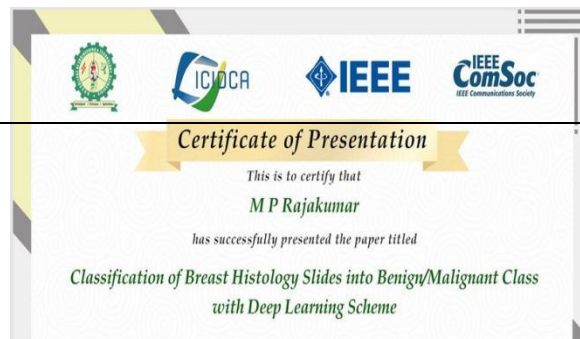 ICIDCA
IEEE
IEEE
ComSoc
IEEE Communications Society
Certificate of Presentation
This is to certify that
M P Rajakumar
has successfully presented the paper titled
Classification of Breast Histology Slides into Benign/Malignant Class
with Deep Learning Scheme